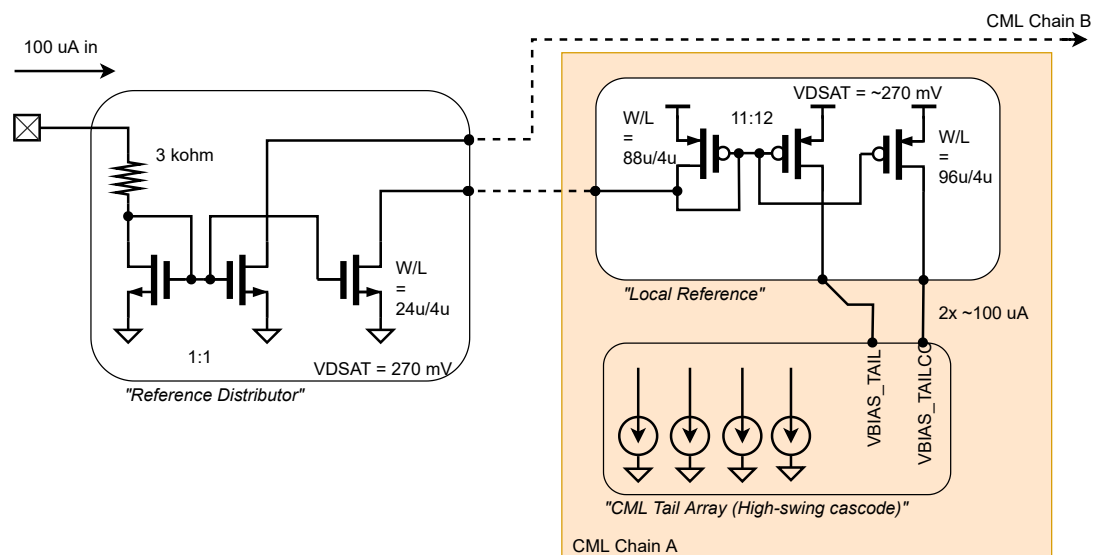 CML Chain B
100 uA in
3 kohm
W/L
=
24u/4u
1:1
VDSAT = 270 mV
"Reference Distributor"
VDSAT = ~270 mV
W/L
=
88u/4u
11:12
W/L
=
96u/4u
"Local Reference"
2x ~100 uA
VBIAS_TAIL
VBIAS_TAILCC
"CML Tail Array (High-swing cascode)"
CML Chain A